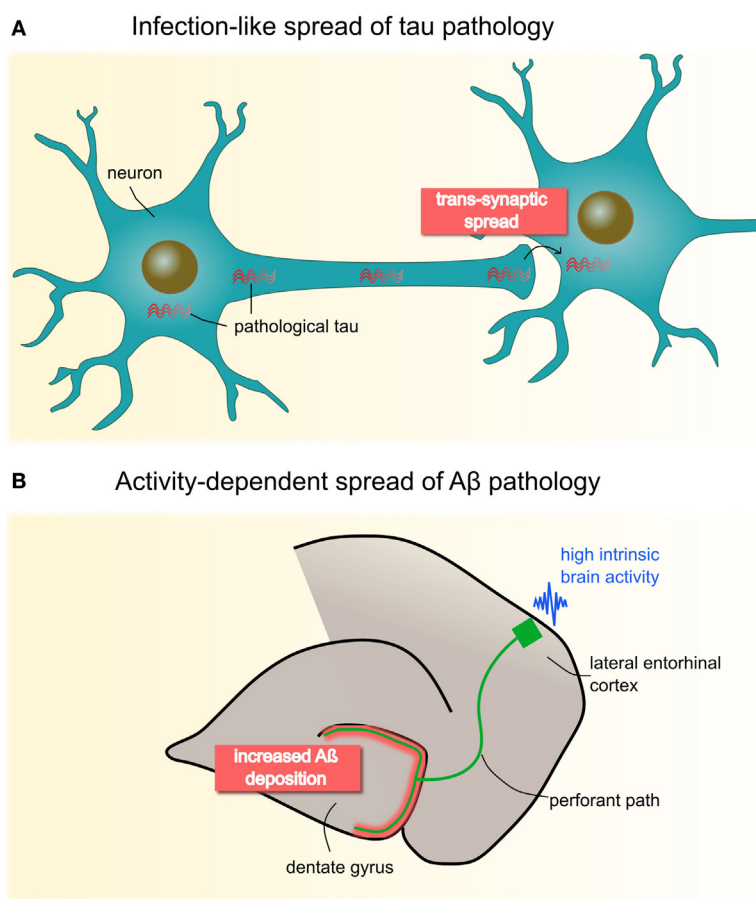 A
Infection-like spread of tau pathology
neuron
trans-synaptic
spread
pathological tau
B
Activity-dependent spread of Aβ pathology
high intrinsic
brain activity
lateral entorhinal
cortex
increased Aß
deposition
perforant path
dentate gyrus